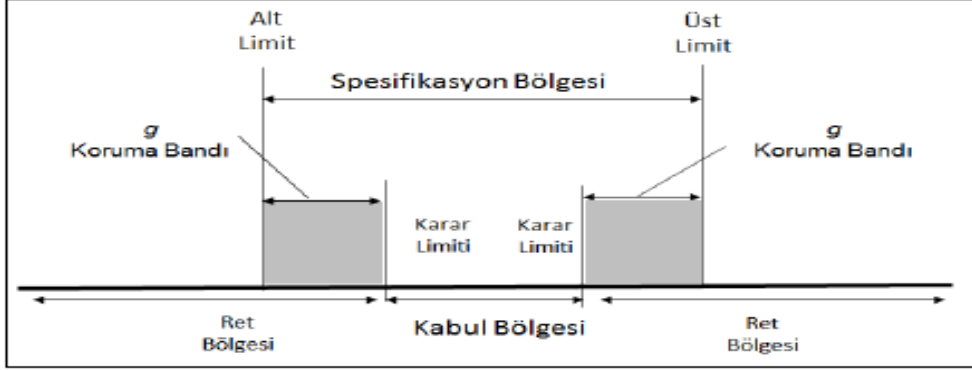 Alt
Limit
Üst
Limit
Spesifikasyon Bölgesi
g
Koruma Bandı
g
Koruma Bandı
Karar
Limiti
Karar
Limiti
Ret
Bölgesi
Kabul Bölgesi
Ret
Bölgesi